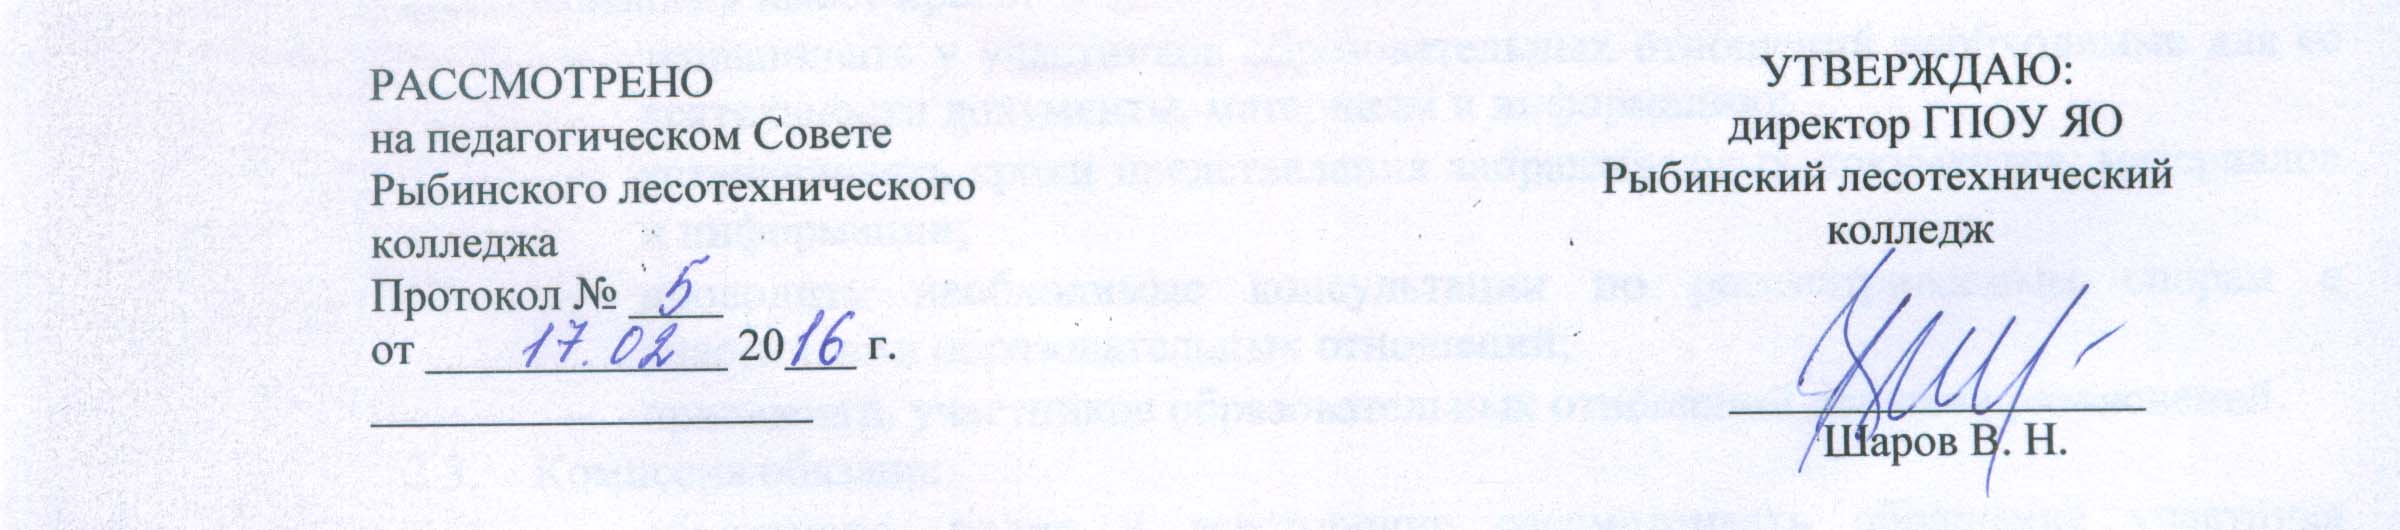 РАССМОТРЕНО
на педагогическом Совете
Рыбинского лесотехнического
колледжа
Протокол № 5
от 17.02 2016 г.
УТВЕРЖДАЮ:
директор ГПОУ ЯО
Рыбинский лесотехнический
колледж
Шаров В. Н.